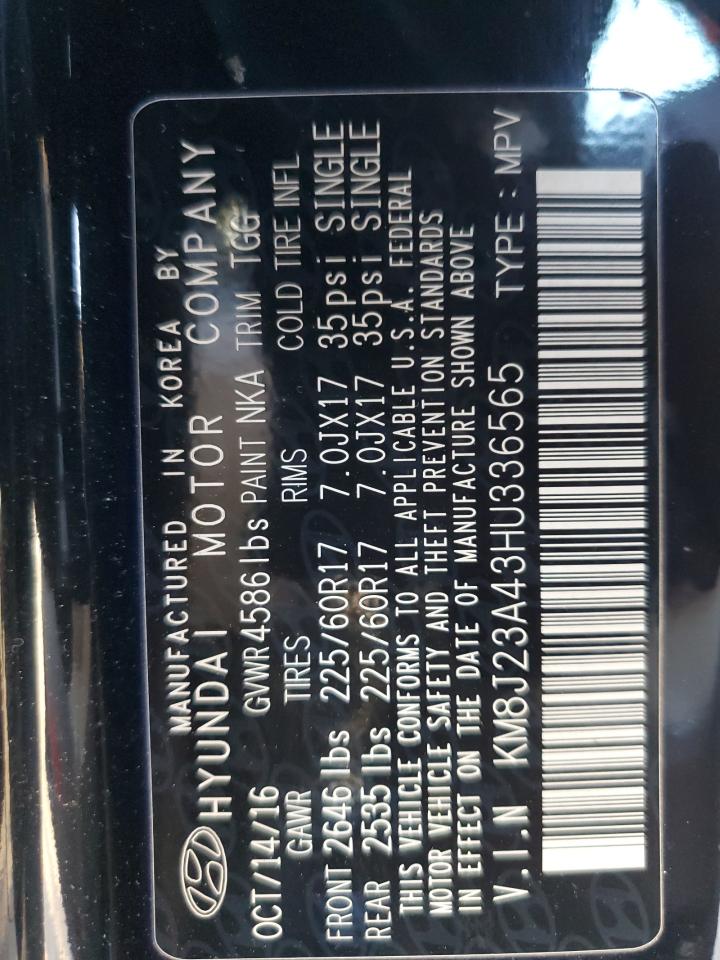 MANUFACTURED IN KOREA BY
HYUNDAI MOTOR COMPANY
OCT/14/16 GVWR 4586 lbs PAINT NKA TRIM TGG
GAWR TIRES RIMS COLD TIRE INFL
FRONT 2646 lbs 225/60R17 7.0JX17 35psi SINGLE
REAR 2535 lbs 225/60R17 7.0JX17 35psi SINGLE
THIS VEHICLE CONFORMS TO ALL APPLICABLE U.S.A. FEDERAL
MOTOR VEHICLE SAFETY AND THEFT PREVENTION STANDARDS
IN EFFECT ON THE DATE OF MANUFACTURE SHOWN ABOVE
V.I.N KM8J23A43HU336565 TYPE : MPV